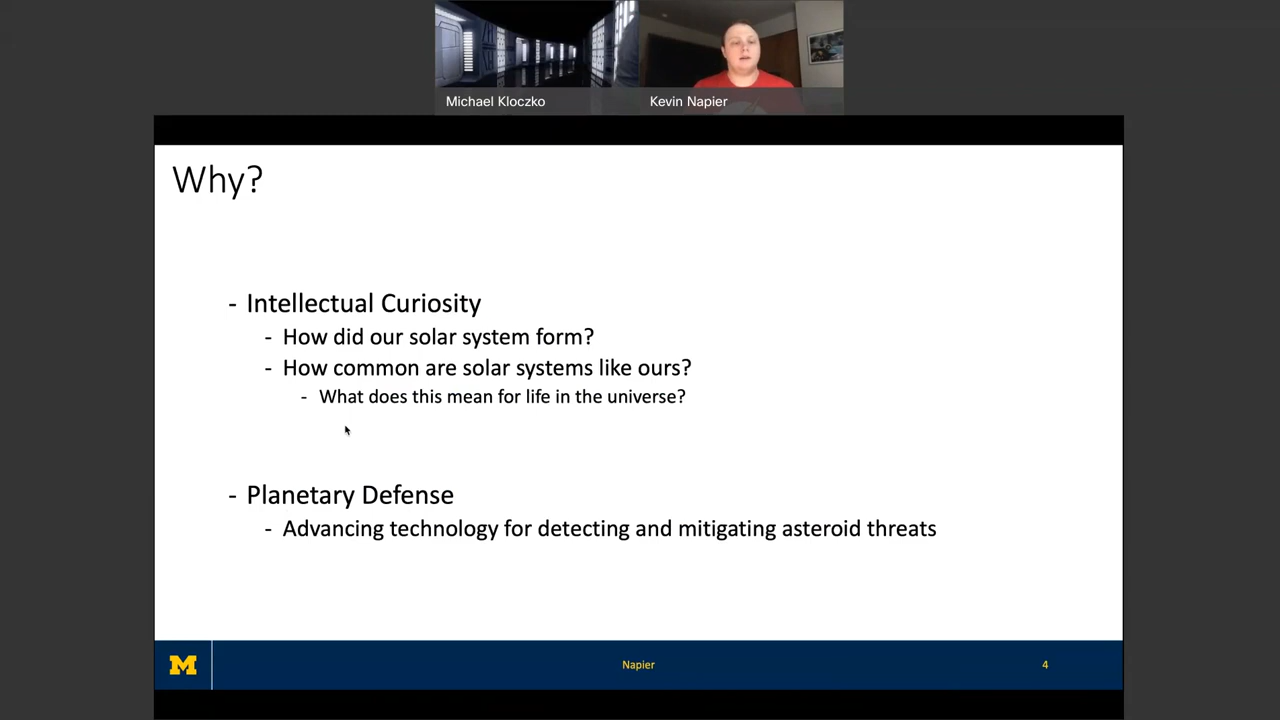 Michael Kloczko
Kevin Napier
Why?
- Intellectual Curiosity
- How did our solar system form?
- How common are solar systems like ours?
- What does this mean for life in the universe?
- Planetary Defense
- Advancing technology for detecting and mitigating asteroid threats
M
Napier
4